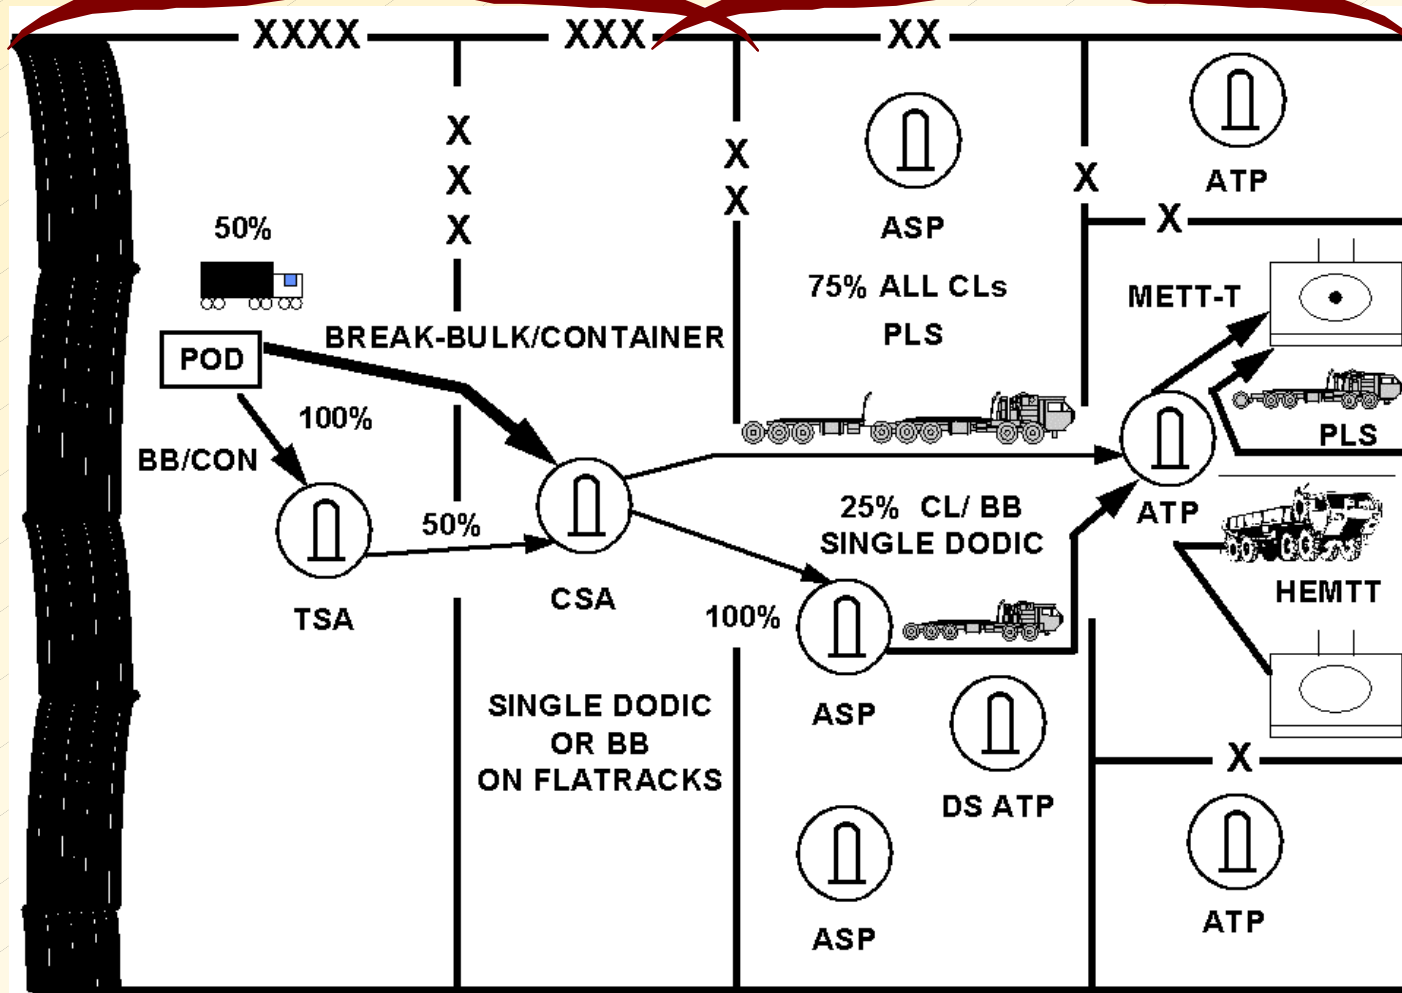 XXXX
XXX
XX
X
X
X
X
X
X
X
ATP
ASP
50%
75% ALL CLs
PLS
METT-T
BREAK-BULK/CONTAINER
POD
100%
BB/CON
50%
TSA
CSA
PLS
ATP
25% CL/ BB
SINGLE DODIC
HEMTT
100%
ASP
SINGLE DODIC
OR BB
ON FLATRACKS
DS ATP
X
ATP
ASP